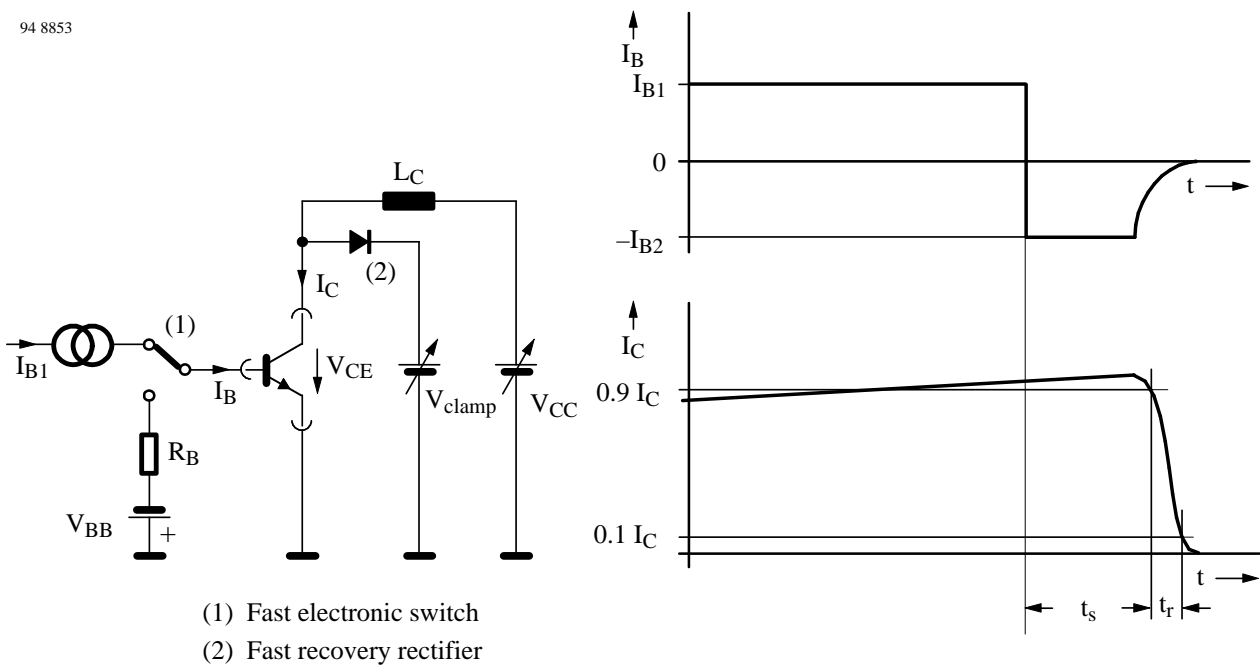 94 8853
L_C
(2)
I_C
(1)
I_B1
I_B
V_CE
V_clamp
V_CC
R_B
V_BB
+
(1) Fast electronic switch
(2) Fast recovery rectifier
I_B
I_B1
0
t
–I_B2
I_C
0.9 I_C
0.1 I_C
t
t_s
t_r